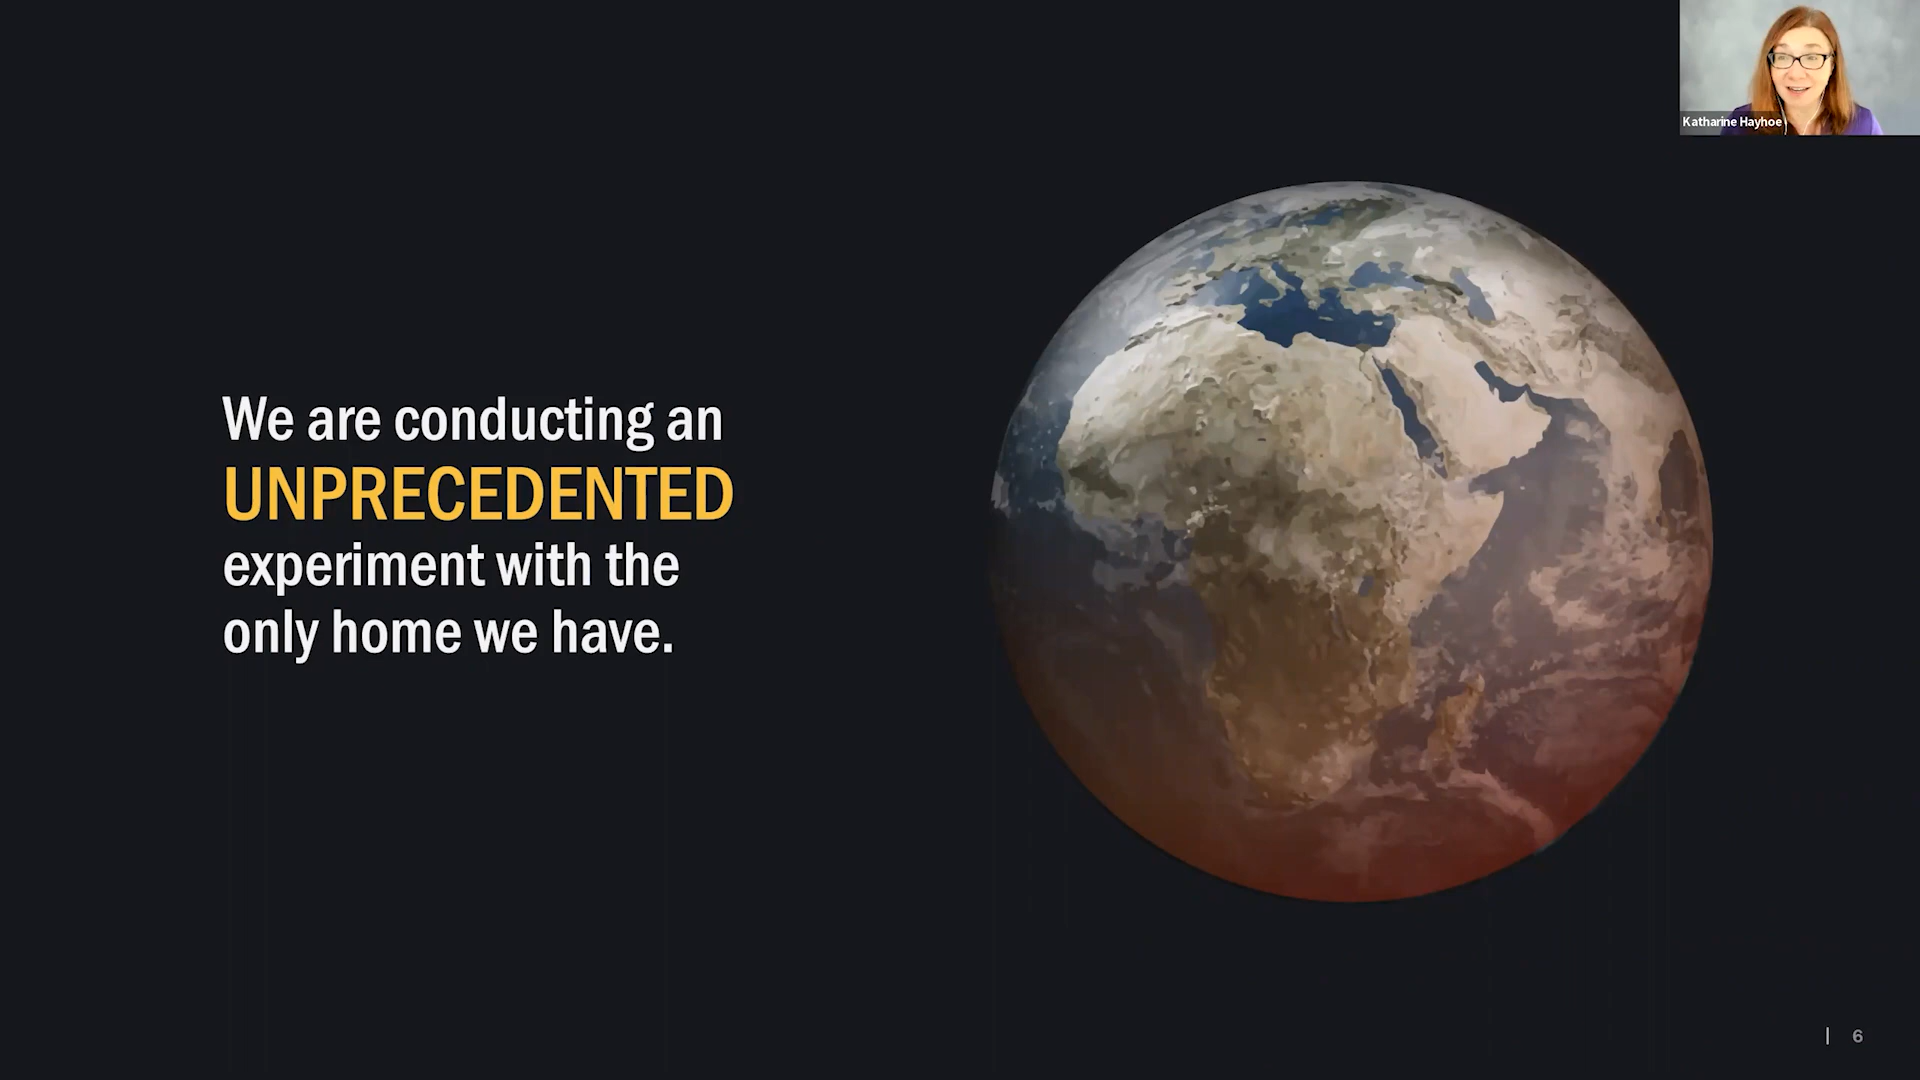 Katharine Hayhoe
We are conducting an
UNPRECEDENTED
experiment with the
only home we have.
| 6